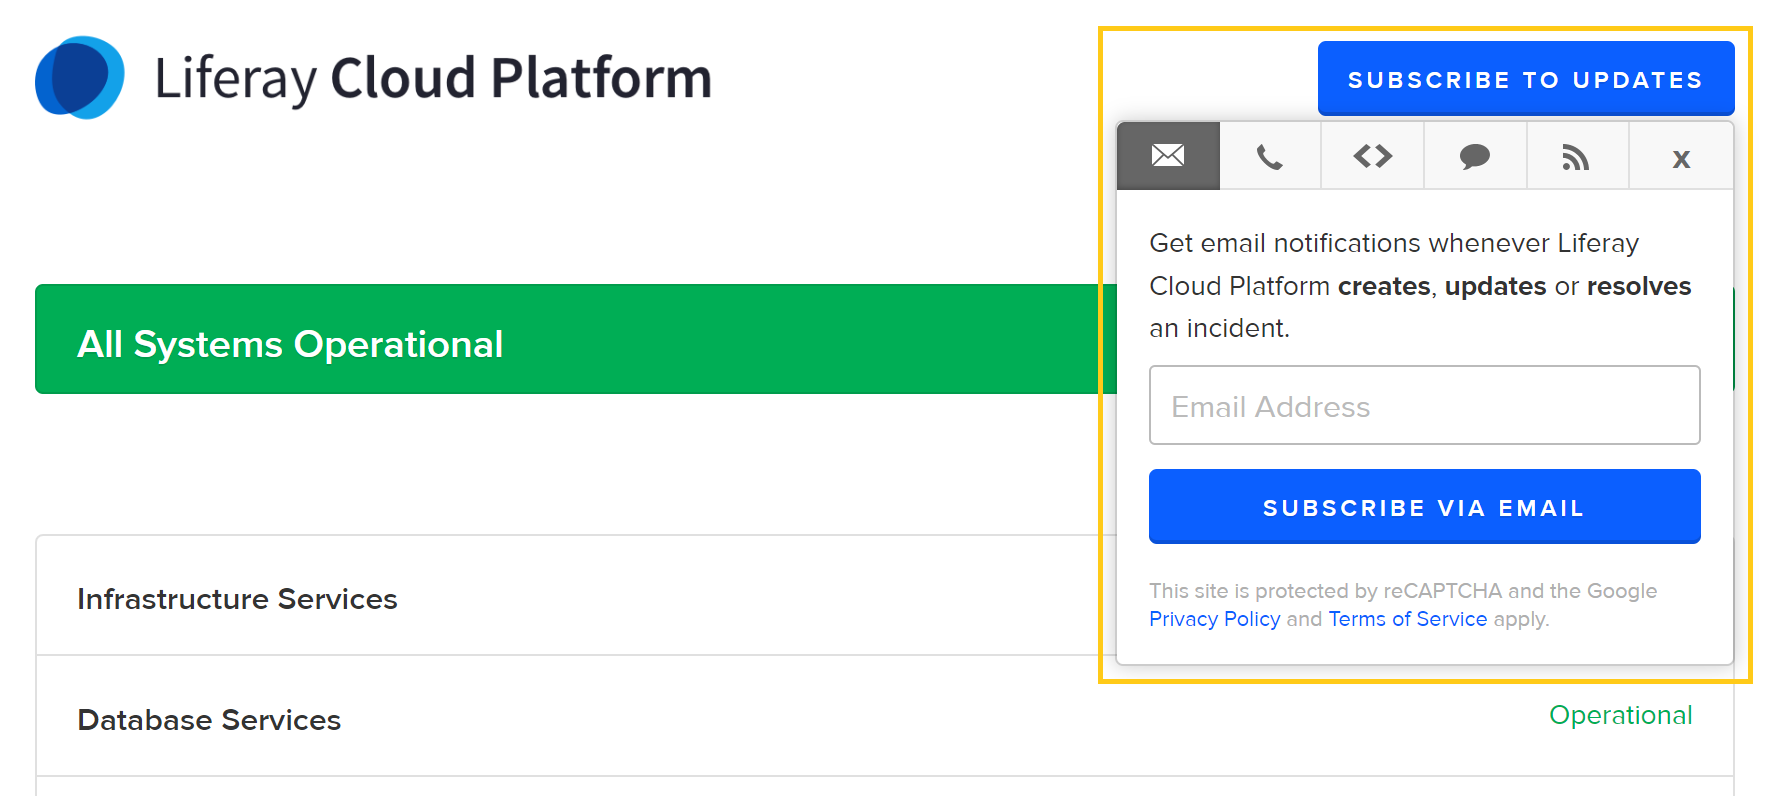 Liferay Cloud Platform
SUBSCRIBE TO UPDATES
x
Get email notifications whenever Liferay
Cloud Platform creates, updates or resolves
an incident.
Email Address
SUBSCRIBE VIA EMAIL
This site is protected by reCAPTCHA and the Google
Privacy Policy and Terms of Service apply.
All Systems Operational
Infrastructure Services
Database Services
Operational